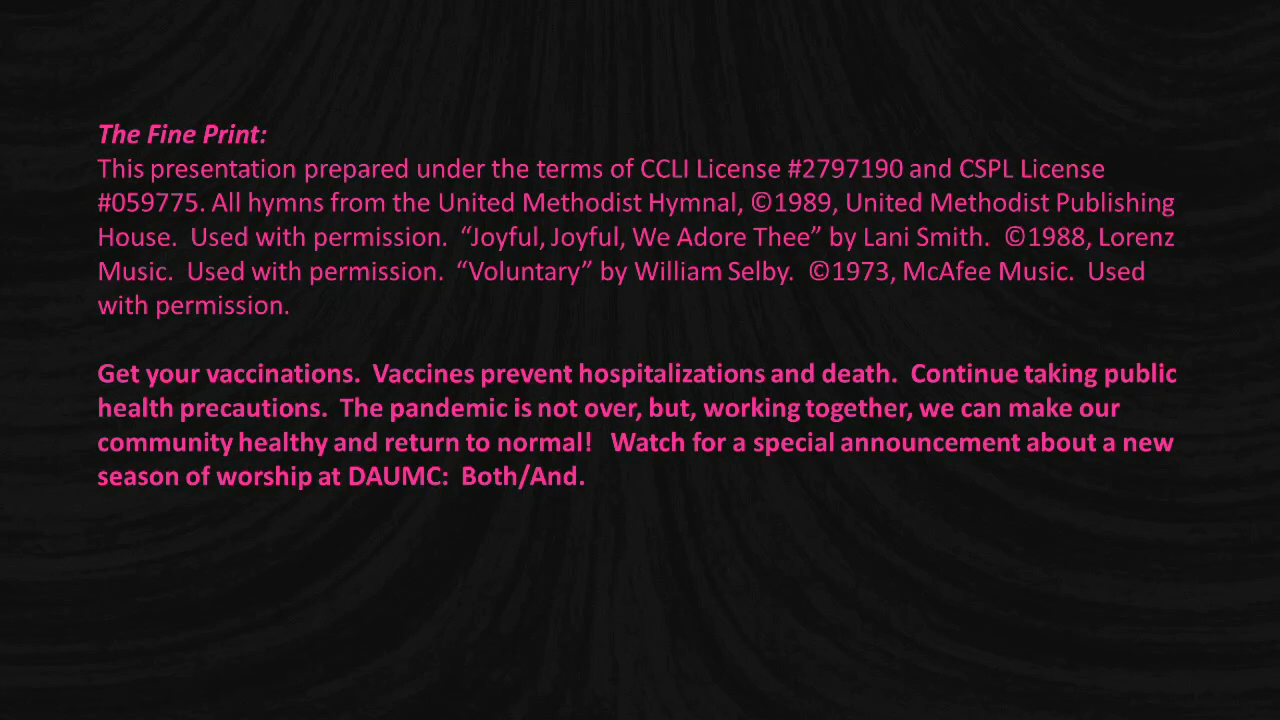 The Fine Print:
This presentation prepared under the terms of CCLI License #2797190 and CSPL License
#059775. All hymns from the United Methodist Hymnal, ©1989, United Methodist Publishing
House.  Used with permission.  “Joyful, Joyful, We Adore Thee” by Lani Smith.  ©1988, Lorenz
Music.  Used with permission.  “Voluntary” by William Selby.  ©1973, McAfee Music.  Used
with permission.
Get your vaccinations.  Vaccines prevent hospitalizations and death.  Continue taking public
health precautions.  The pandemic is not over, but, working together, we can make our
community healthy and return to normal!   Watch for a special announcement about a new
season of worship at DAUMC:  Both/And.